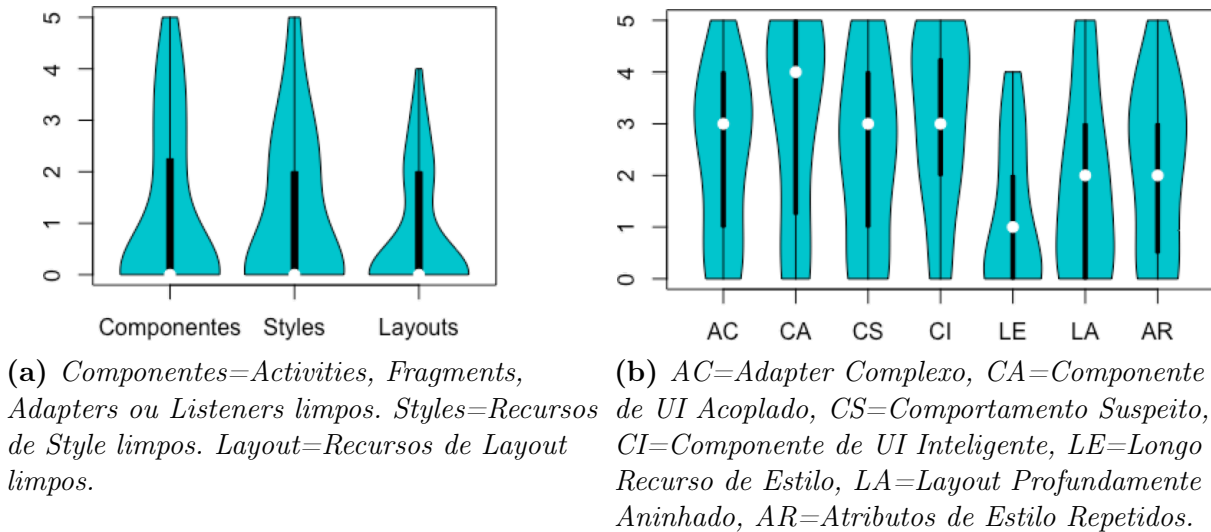 5
4
3
2
1
0
Componentes Styles Layouts
(a) Componentes=Activities, Fragments,
Adapters ou Listeners limpos. Styles=Recursos
de Style limpos. Layout=Recursos de Layout
limpos.
5
4
3
2
1
0
AC CA CS CI LE LA AR
(b) AC=Adapter Complexo, CA=Componente
de UI Acoplado, CS=Comportamento Suspeito,
CI=Componente de UI Inteligente, LE=Longo
Recurso de Estilo, LA=Layout Profundamente
Aninhado, AR=Atributos de Estilo Repetidos.